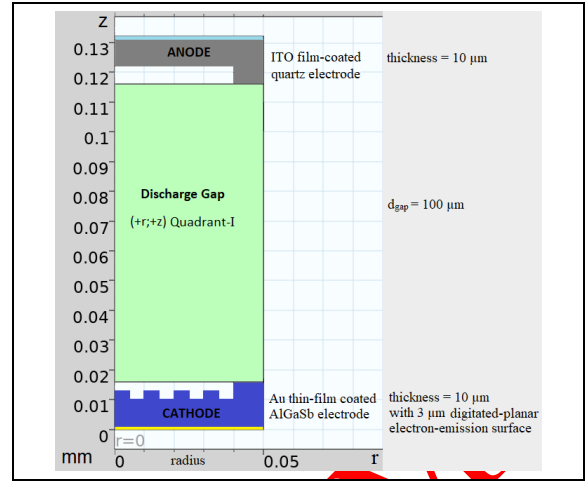 z
0.13
ANODE
ITO film-coated
quartz electrode
thickness = 10 μm
0.12
0.11
0.1
0.09
0.08
Discharge Gap
(+r;+z) Quadrant-I
dgap = 100 μm
0.07
0.06
0.05
0.04
0.03
0.02
0.01
CATHODE
Au thin-film coated
AlGaSb electrode
thickness = 10 μm
with 3 μm digitated-planar
electron-emission surface
0
r=0
mm
0
radius
0.05
r